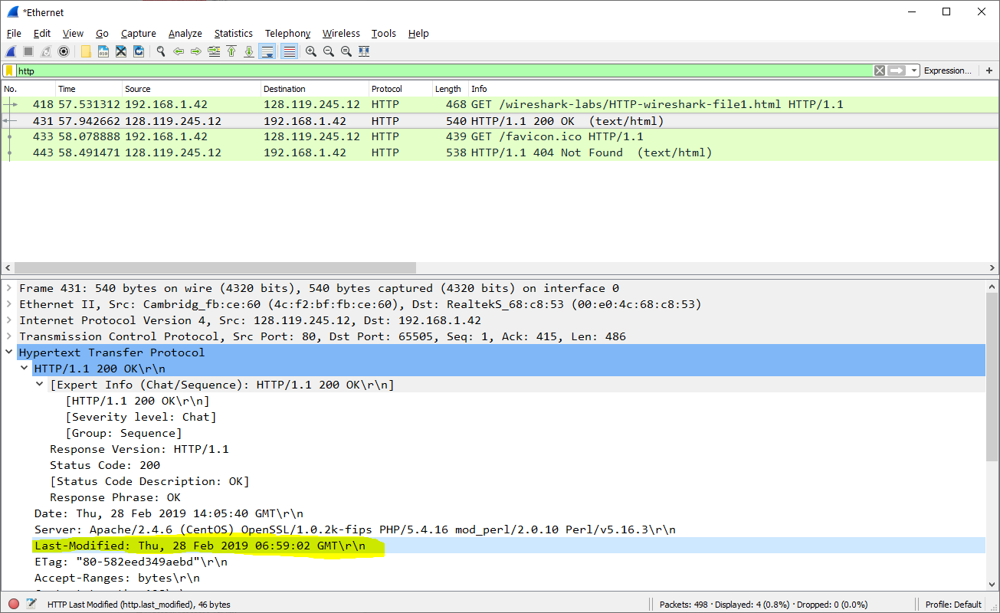 *Ethernet
File Edit View Go Capture Analyze Statistics Telephony Wireless Tools Help
http Expression... +
No. Time Source Destination Protocol Length Info
418 57.531312 192.168.1.42 128.119.245.12 HTTP 468 GET /wireshark-labs/HTTP-wireshark-file1.html HTTP/1.1
431 57.942662 128.119.245.12 192.168.1.42 HTTP 540 HTTP/1.1 200 OK (text/html)
433 58.078888 192.168.1.42 128.119.245.12 HTTP 439 GET /favicon.ico HTTP/1.1
443 58.491471 128.119.245.12 192.168.1.42 HTTP 538 HTTP/1.1 404 Not Found (text/html)
Frame 431: 540 bytes on wire (4320 bits), 540 bytes captured (4320 bits) on interface 0
Ethernet II, Src: Cambridg_fb:ce:60 (4c:f2:bf:fb:ce:60), Dst: RealtekS_68:c8:53 (00:e0:4c:68:c8:53)
Internet Protocol Version 4, Src: 128.119.245.12, Dst: 192.168.1.42
Transmission Control Protocol, Src Port: 80, Dst Port: 65505, Seq: 1, Ack: 415, Len: 486
Hypertext Transfer Protocol
HTTP/1.1 200 OK\r\n
[Expert Info (Chat/Sequence): HTTP/1.1 200 OK\r\n]
[HTTP/1.1 200 OK\r\n]
[Severity level: Chat]
[Group: Sequence]
Response Version: HTTP/1.1
Status Code: 200
[Status Code Description: OK]
Response Phrase: OK
Date: Thu, 28 Feb 2019 14:05:40 GMT\r\n
Server: Apache/2.4.6 (CentOS) OpenSSL/1.0.2k-fips PHP/5.4.16 mod_perl/2.0.10 Perl/v5.16.3\r\n
Last-Modified: Thu, 28 Feb 2019 06:59:02 GMT\r\n
ETag: "80-582eed349aebd"\r\n
Accept-Ranges: bytes\r\n
HTTP Last Modified (http.last_modified), 46 bytes Packets: 498 · Displayed: 4 (0.8%) · Dropped: 0 (0.0%) Profile: Default